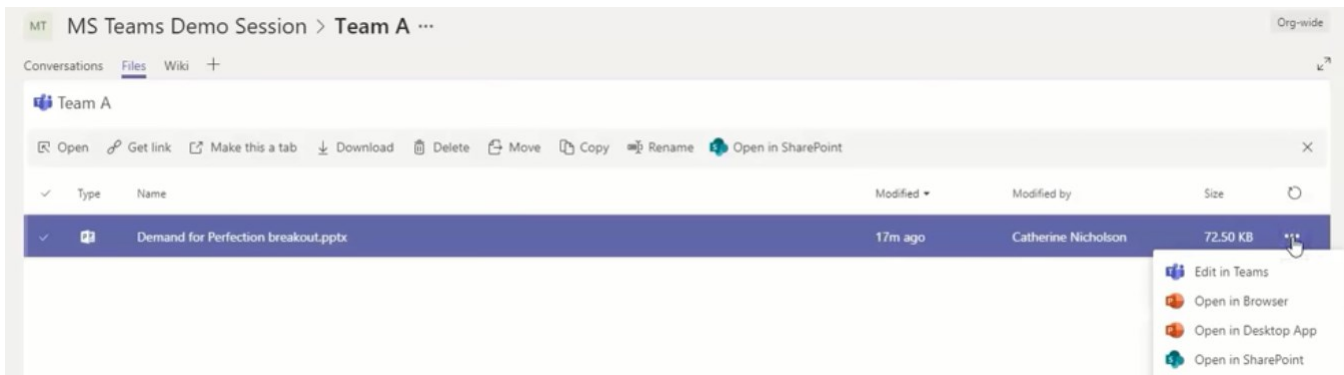 MT MS Teams Demo Session > Team A ... Org-wide
Conversations Files Wiki +
Team A
Open Get link Make this a tab Download Delete Move Copy Rename Open in SharePoint
Type Name Modified Modified by Size
Demand for Perfection breakout.pptx 17m ago Catherine Nicholson 72.50 KB ...
Edit in Teams
Open in Browser
Open in Desktop App
Open in SharePoint